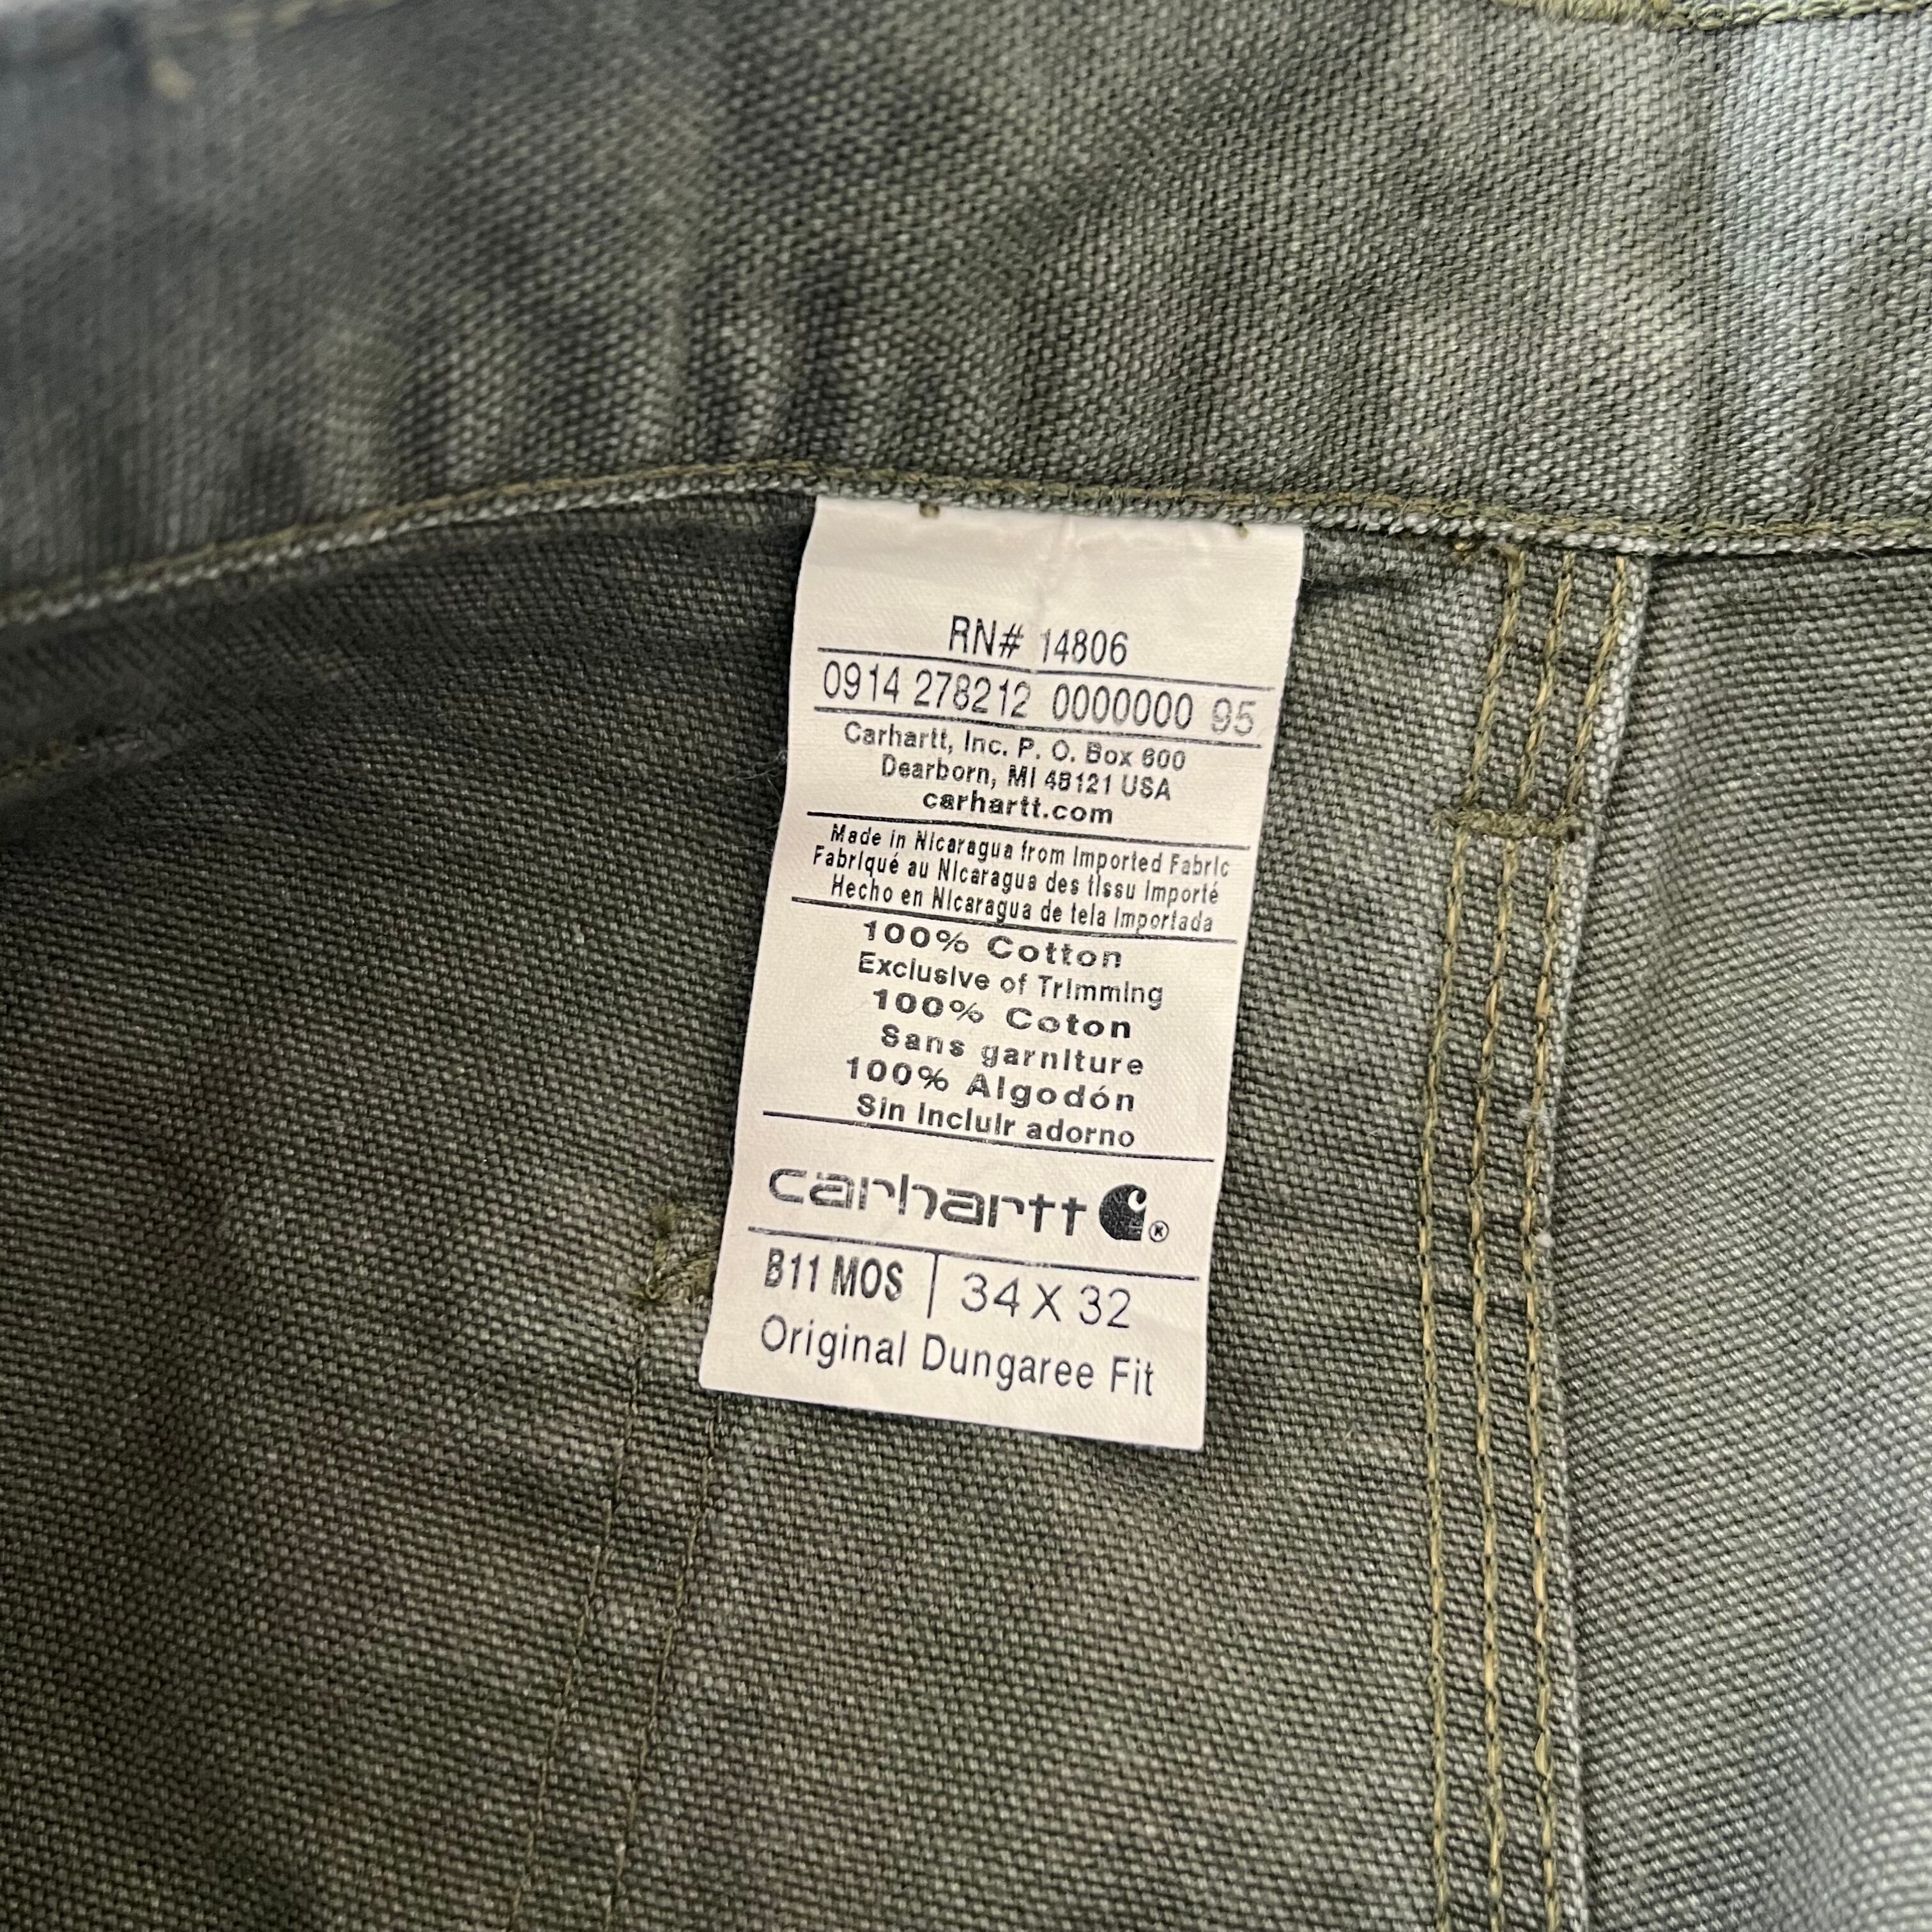 RN# 14806
0914 278212 0000000 95
Carhartt, Inc. P. O. Box 600
Dearborn, MI 48121 USA
carhartt.com
Made in Nicaragua from Imported Fabric
Fabriqué au Nicaragua des tissu importé
Hecho en Nicaragua de tela importada
100% Cotton
Exclusive of Trimming
100% Coton
Sans garniture
100% Algodón
Sin incluir adorno
carhartt ®
B11 MOS | 34 X 32
Original Dungaree Fit